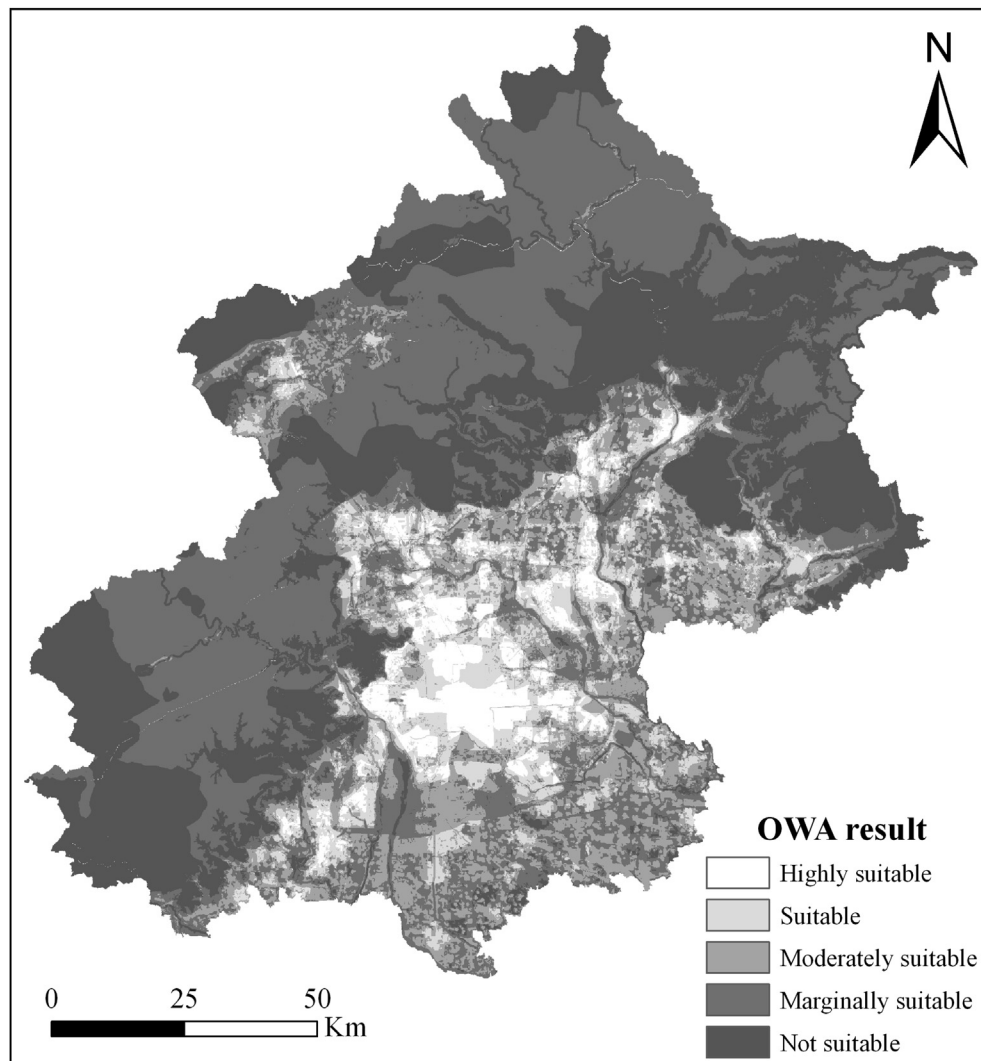 N
OWA result
Highly suitable
Suitable
Moderately suitable
Marginally suitable
Not suitable
0 25 50
Km